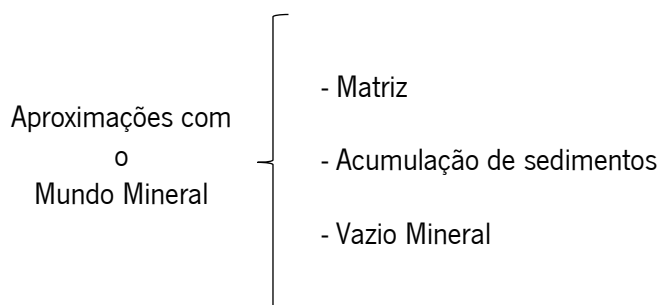 Aproximações com
o
Mundo Mineral
- Matriz
- Acumulação de sedimentos
- Vazio Mineral